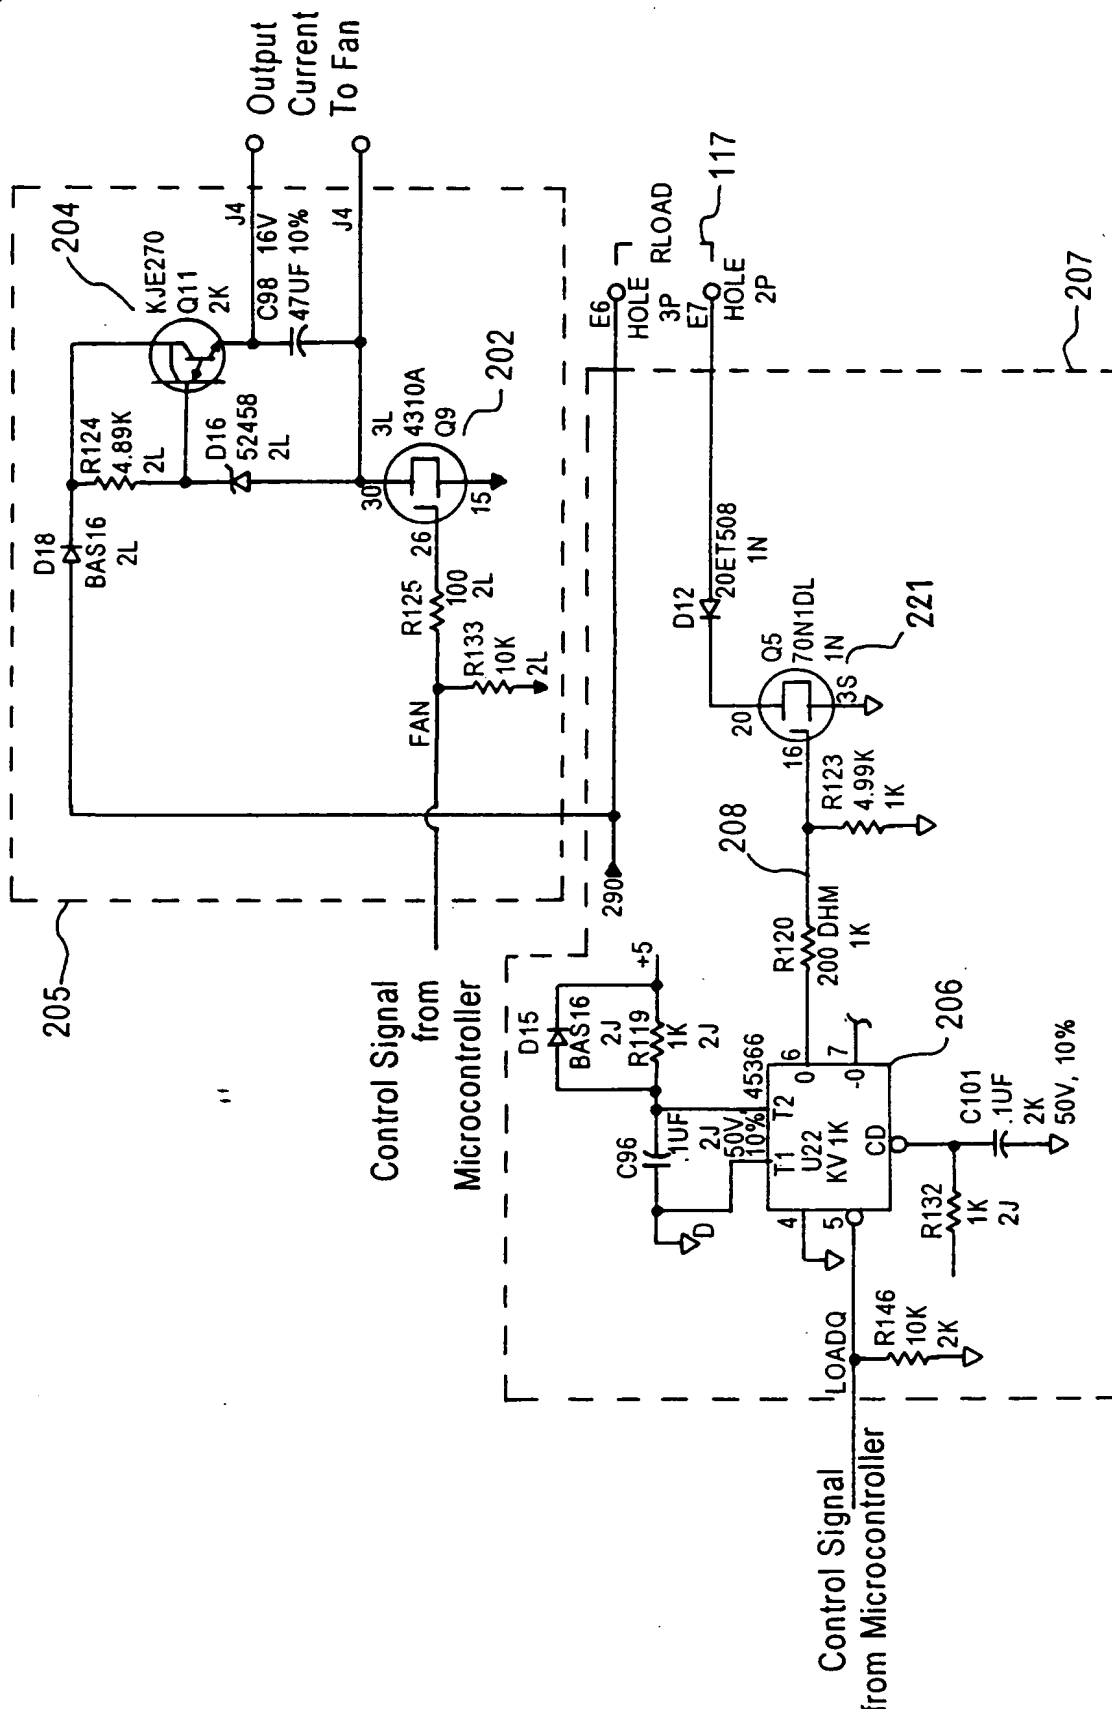 205
204
KJE270
Q11
2K
D18
BAS16
2L
R124
4.89K
2L
D16
52458
2L
J4
16V
C98
47UF 10%
J4
Output
Current
To Fan
3L
4310A
Q9
30
15
26
202
R125
100
2L
R133
10K
2L
FAN
Control Signal
from
Microcontroller
290
E6
HOLE
3P
RLOAD
E7
HOLE
2P
117
207
D12
20ET508
1N
Q5
70N1DL
1N
3S
20
16
221
R123
4.99K
1K
208
R120
200 DHM
1K
+5
D15
BAS16
2J
R119
1K
2J
C96
.1UF
2J
50V,
10%
D
45366
T1
T2
U22
KV 1K
CD
6
O
7
-O
4
5
206
C101
.1UF
2K
50V, 10%
R132
1K
2J
LOADQ
R146
10K
2K
Control Signal
from Microcontroller